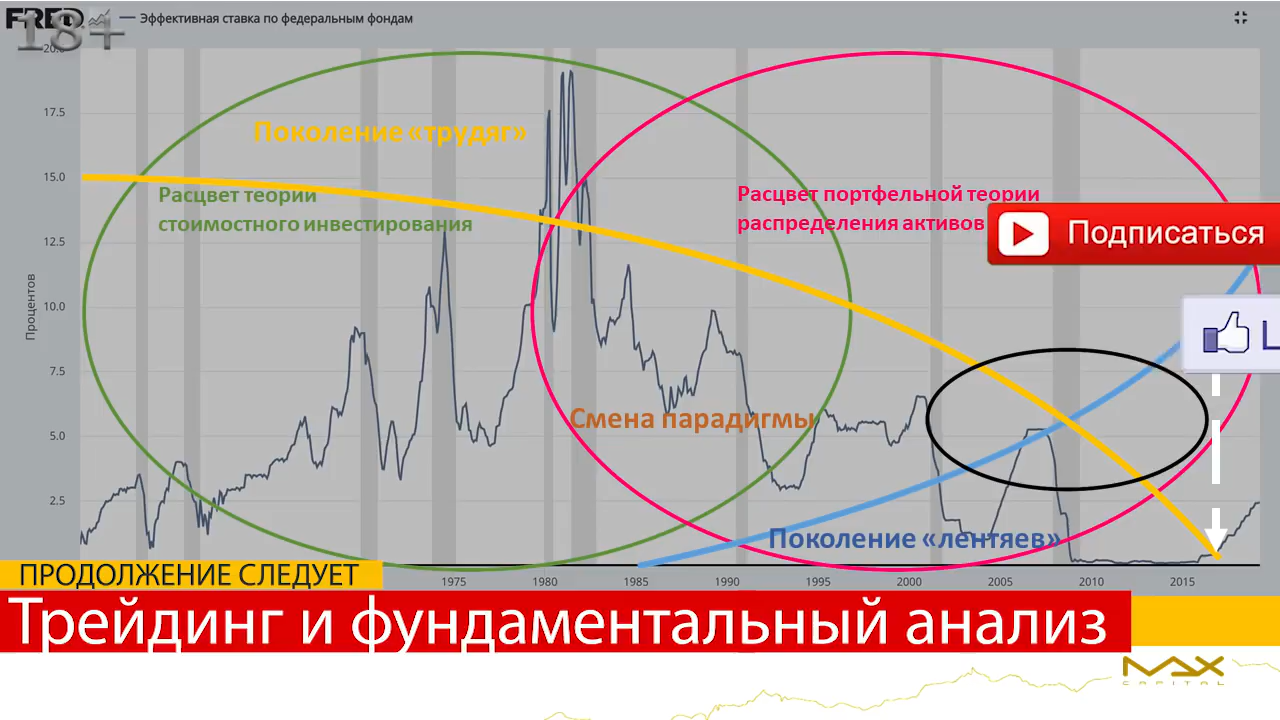 FRED
18+
Эффективная ставка по федеральным фондам
20.0
17.5
15.0
12.5
10.0
7.5
5.0
2.5
Процентов
Поколение «трудяг»
Расцвет теории
стоимостного инвестирования
Расцвет портфельной теории
распределения активов
Подписаться
L
Смена парадигмы
Поколение «лентяев»
1975
1980
1985
1990
1995
2000
2005
2010
2015
ПРОДОЛЖЕНИЕ СЛЕДУЕТ
Трейдинг и фундаментальный анализ
MAX
CAPITAL